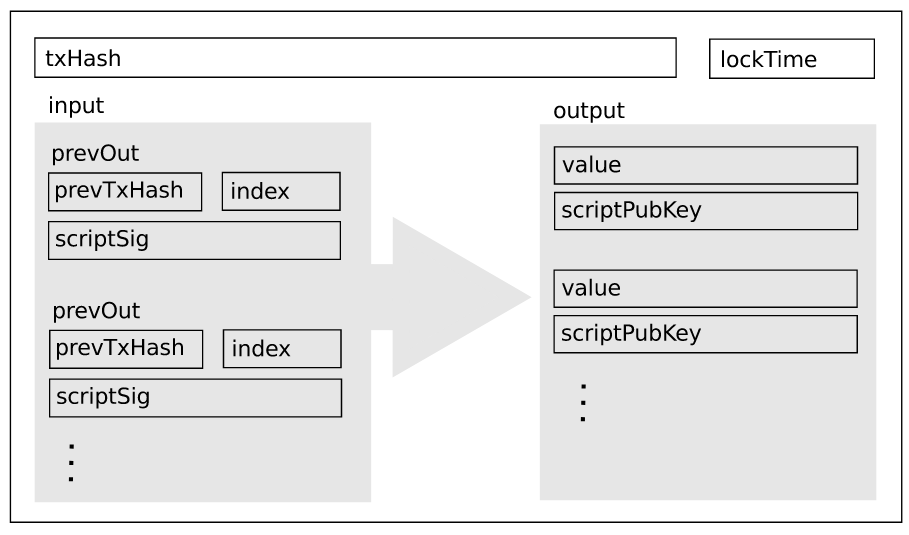 txHash
lockTime
input
prevOut
prevTxHash
index
scriptSig
prevOut
prevTxHash
index
scriptSig
output
value
scriptPubKey
value
scriptPubKey